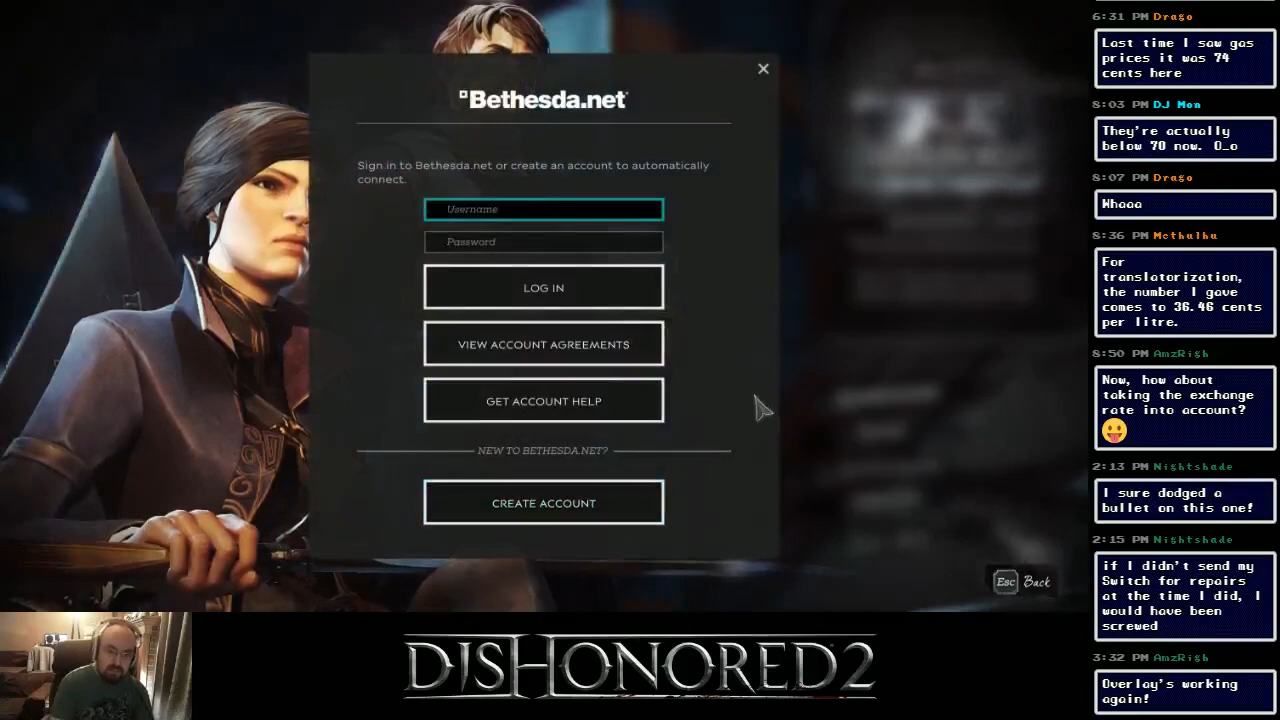 Bethesda.net
Sign in to Bethesda.net or create an account to automatically
connect.
Username
Password
LOG IN
VIEW ACCOUNT AGREEMENTS
GET ACCOUNT HELP
NEW TO BETHESDA.NET?
CREATE ACCOUNT
Esc Back
DISHONORED 2
6:31 PM Drago
Last time I saw gas
prices it was 74
cents here
8:03 PM DJ Mon
They're actually
below 70 now. O_o
8:07 PM Drago
Whaaa
8:36 PM Mcthulhu
For
translatorization,
the number I gave
comes to 36.46 cents
per litre.
8:50 PM AmzRigh
Now, how about
taking the exchange
rate into account?
2:13 PM Nightshade
I sure dodged a
bullet on this one!
2:15 PM Nightshade
if I didn't send my
Switch for repairs
at the time I did, I
would have been
screwed
3:32 PM AmzRigh
Overlay's working
again!